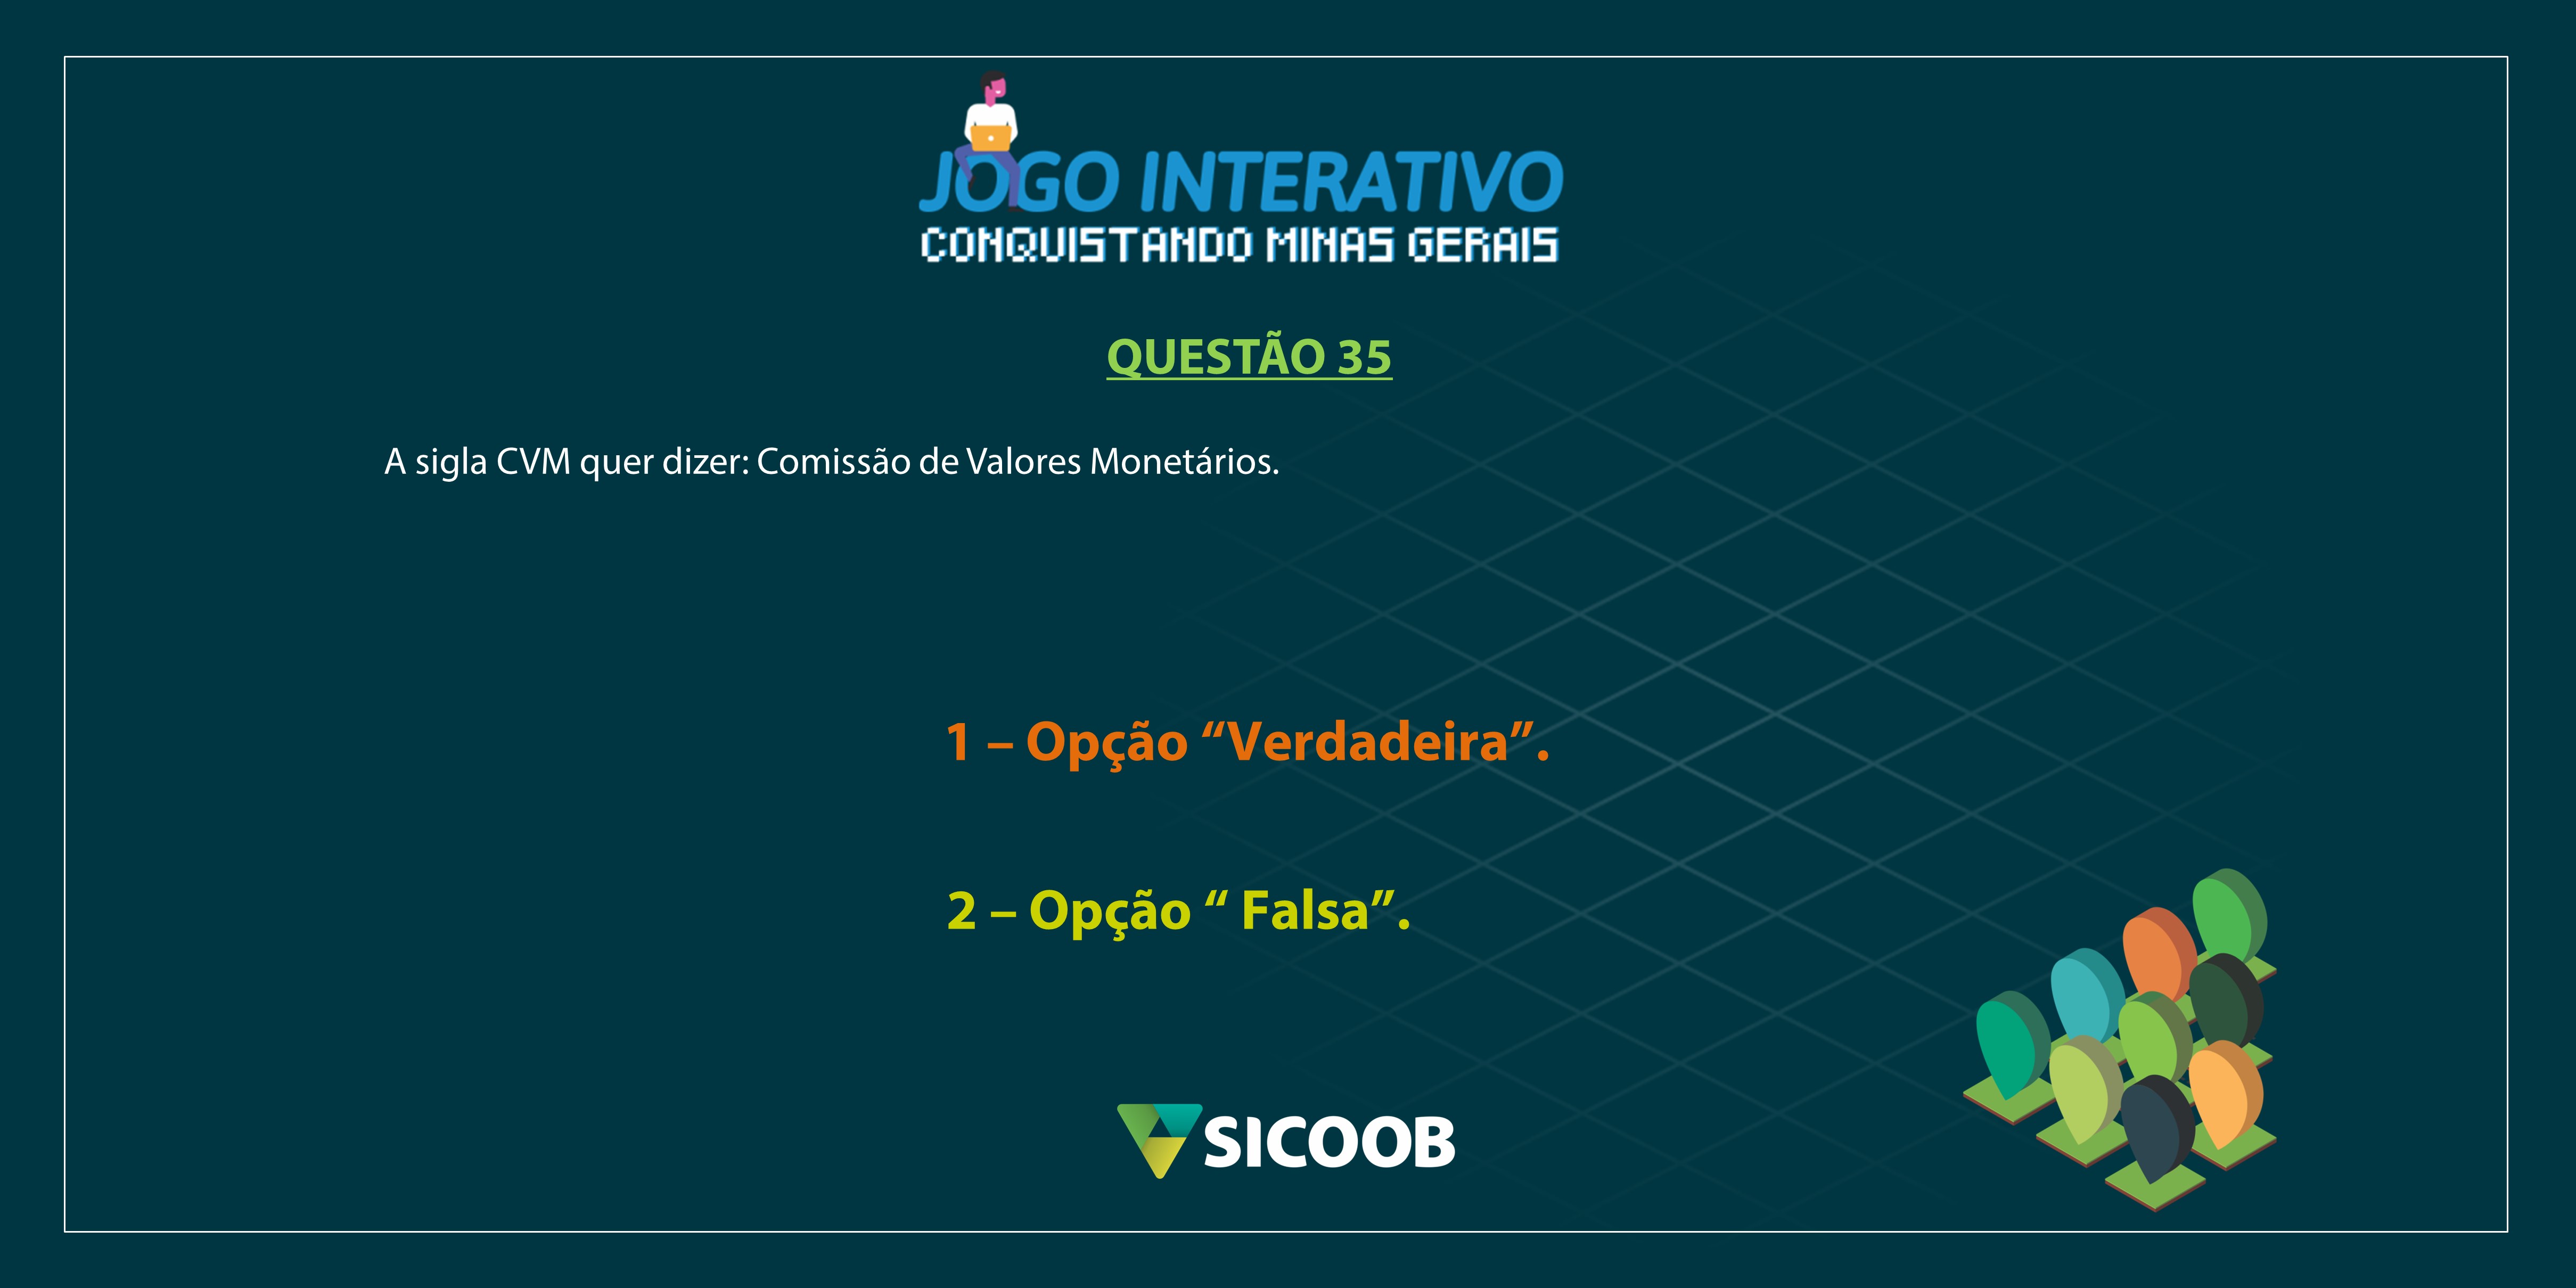 JOGO INTERATIVO
CONQUISTANDO MINAS GERAIS
QUESTÃO 35
A sigla CVM quer dizer: Comissão de Valores Monetários.
1 – Opção “Verdadeira”.
2 – Opção “ Falsa”.
SICOOB